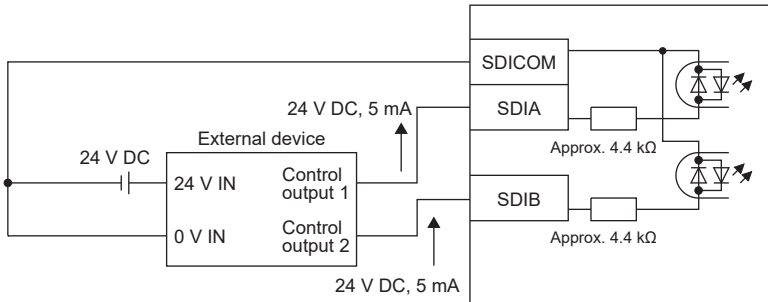 SDICOM
24 V DC, 5 mA
SDIA
Approx. 4.4 kΩ
External device
24 V DC
24 V IN
Control
output 1
0 V IN
Control
output 2
SDIB
Approx. 4.4 kΩ
24 V DC, 5 mA